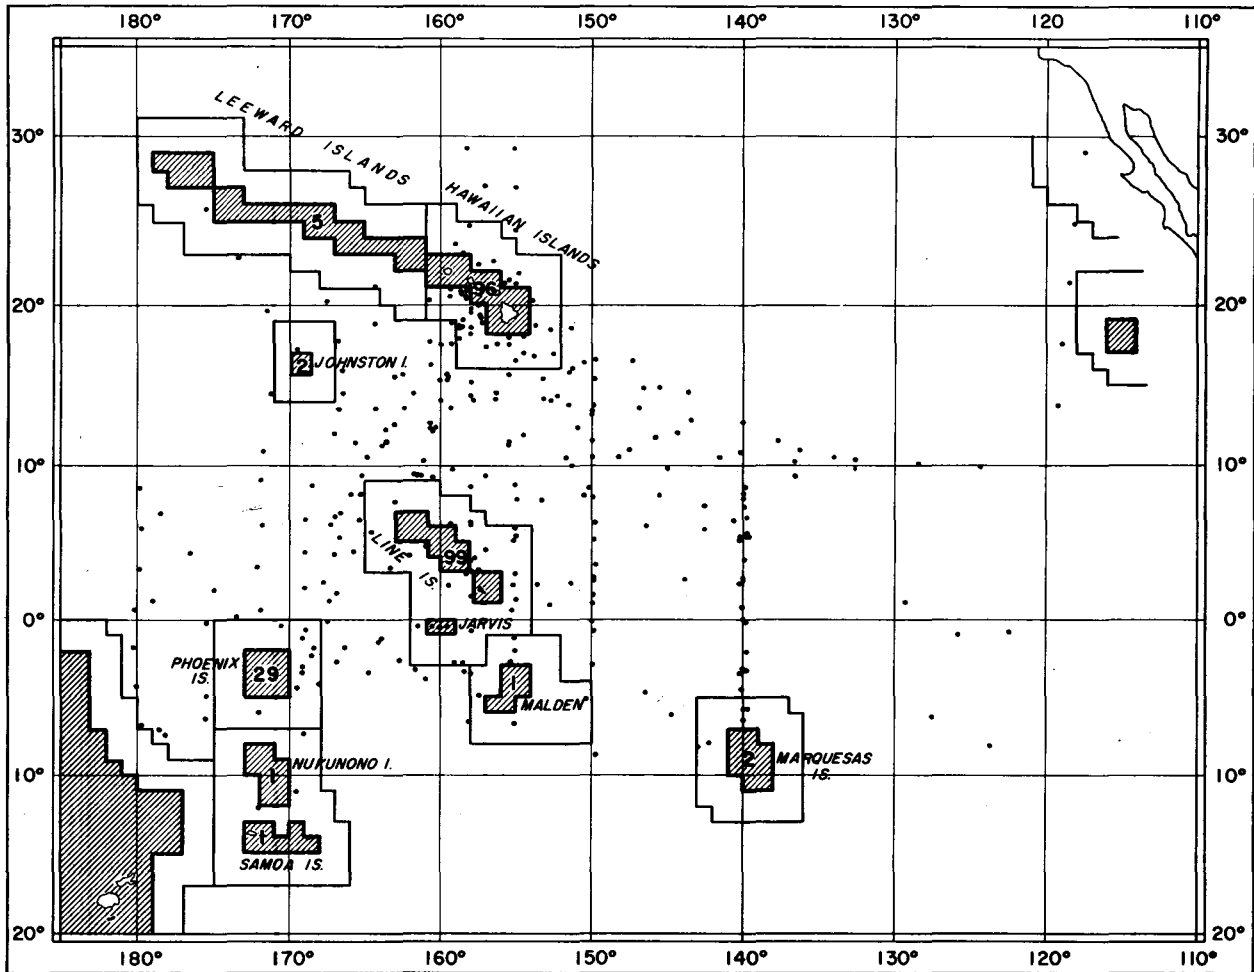 180° 170° 160° 150° 140° 130° 120 110°
30° 30°
20° 20°
10° 10°
0° 0°
10° 10°
20° 20°
LEEWARD ISLANDS
HAWAIIAN ISLANDS
5
96
2 JOHNSTON I.
LINE IS.
99
JARVIS
PHOENIX
IS.
29
1
MALDEN
NUKUNONO I.
1
2
MARQUESAS
IS.
1
SAMOA IS.
180° 170° 160° 150° 140° 130° 120° 110°